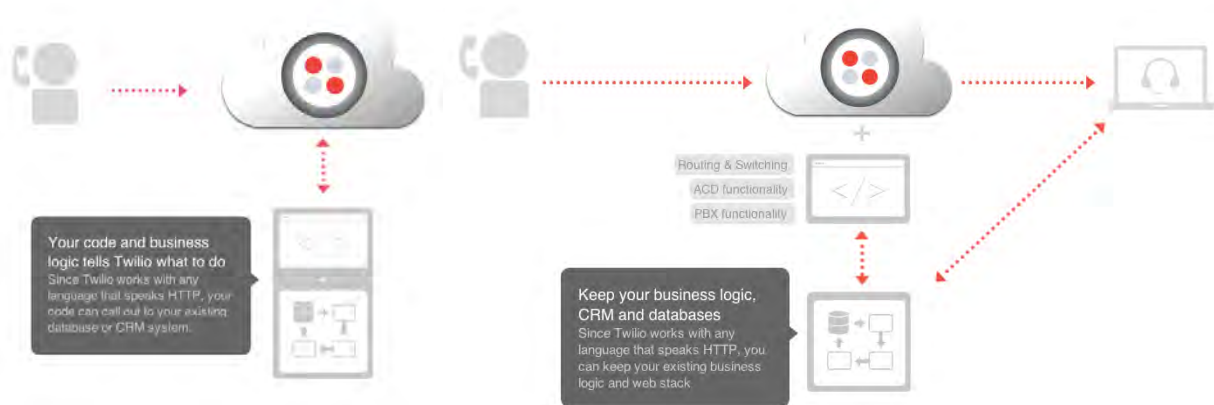 Your code and business
logic tells Twilio what to do
Since Twilio works with any
language that speaks HTTP, your
code can call out to your existing
database or CRM system.
Routing & Switching
</>
ACD functionality
PBX functionality
Keep your business logic,
CRM and databases
Since Twilio works with any
language that speaks HTTP, you
can keep your existing business
logic and web stack